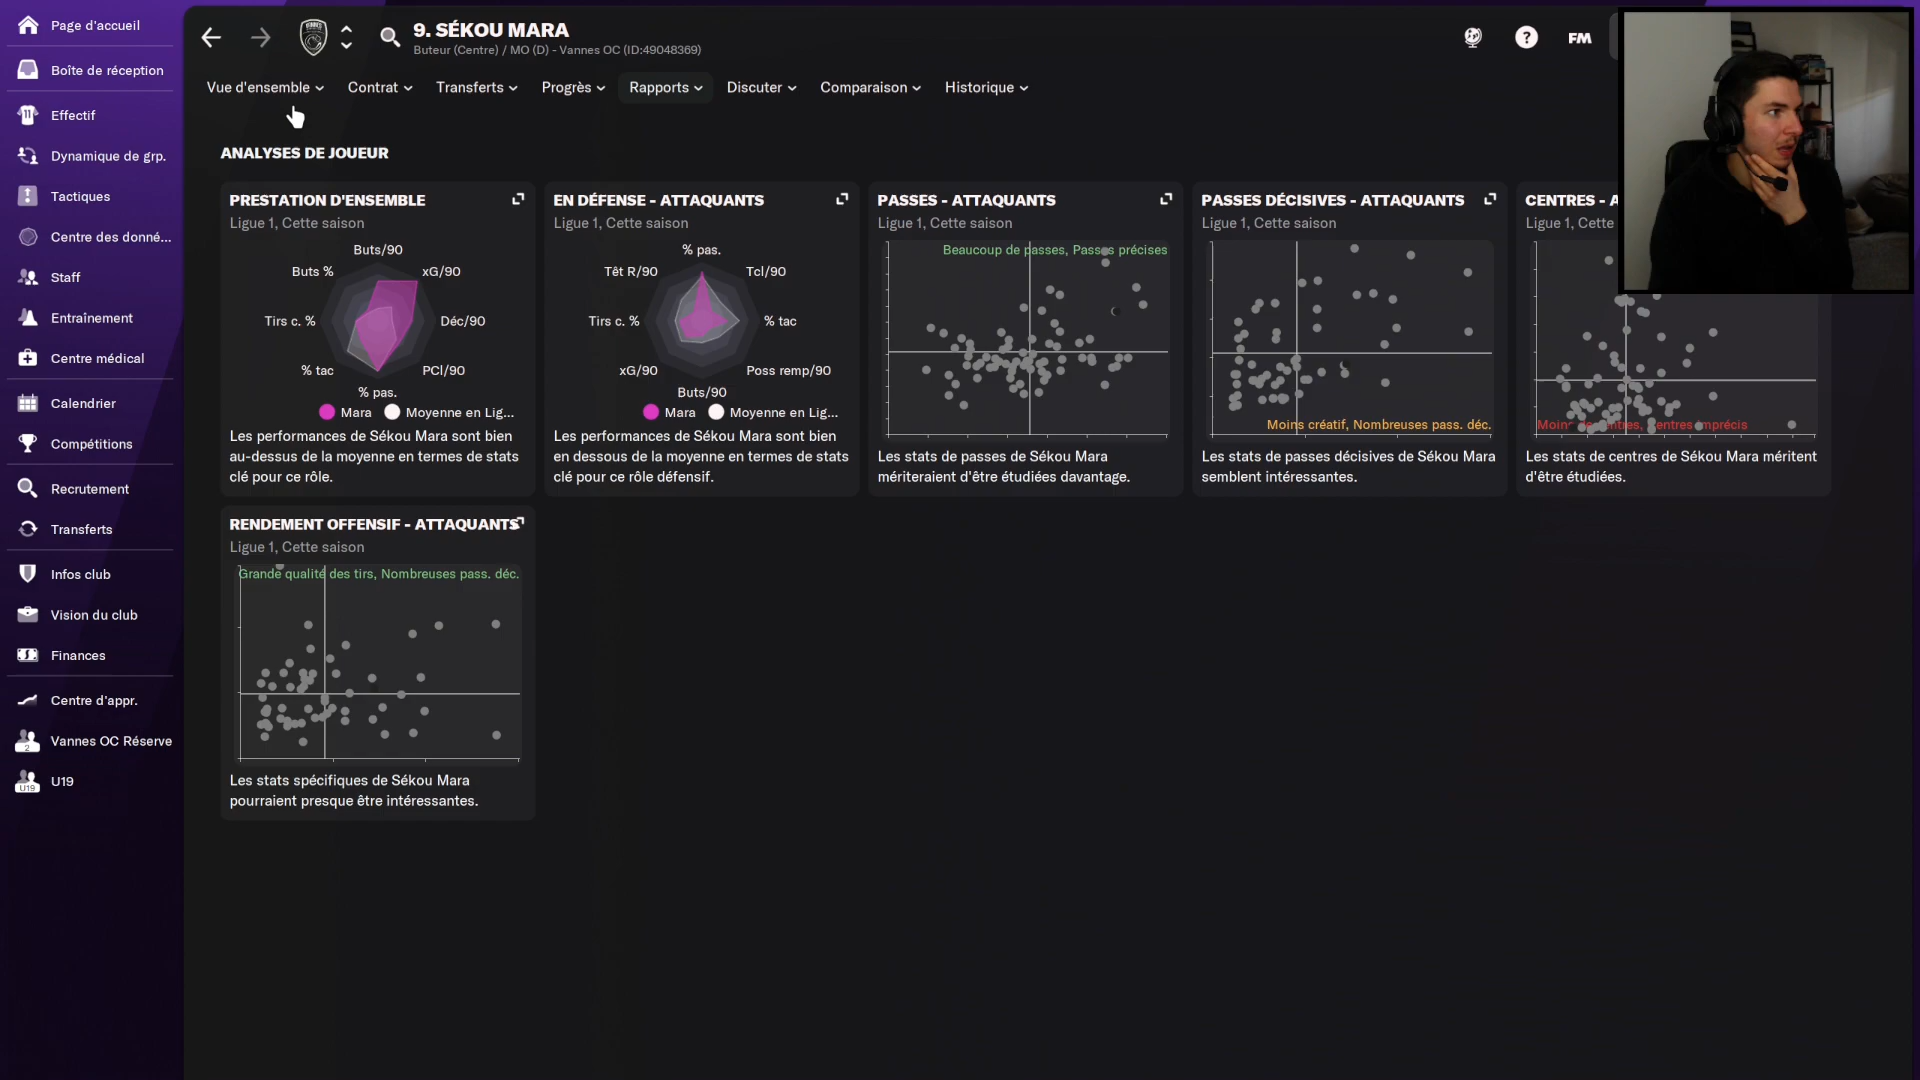 Page d'accueil
Boîte de réception
Effectif
Dynamique de grp.
Tactiques
Centre des donné...
Staff
Entraînement
Centre médical
Calendrier
Compétitions
Recrutement
Transferts
Infos club
Vision du club
Finances
Centre d'appr.
2
Vannes OC Réserve
U19
U19
9. SÉKOU MARA
Buteur (Centre) / MO (D) - Vannes OC (ID:49048369)
?
FM
Vue d'ensemble
Contrat
Transferts
Progrès
Rapports
Discuter
Comparaison
Historique
ANALYSES DE JOUEUR
PRESTATION D'ENSEMBLE
Ligue 1, Cette saison
Buts/90
Buts %
xG/90
Tirs c. %
Déc/90
% tac
PCl/90
% pas.
Mara
Moyenne en Lig...
Les performances de Sékou Mara sont bien
au-dessus de la moyenne en termes de stats
clé pour ce rôle.
EN DÉFENSE - ATTAQUANTS
Ligue 1, Cette saison
% pas.
Têt R/90
Tcl/90
Tirs c. %
% tac
xG/90
Poss remp/90
Buts/90
Mara
Moyenne en Lig...
Les performances de Sékou Mara sont bien
en dessous de la moyenne en termes de stats
clé pour ce rôle défensif.
PASSES - ATTAQUANTS
Ligue 1, Cette saison
Beaucoup de passes, Passes précises
Les stats de passes de Sékou Mara
mériteraient d'être étudiées davantage.
PASSES DÉCISIVES - ATTAQUANTS
Ligue 1, Cette saison
Moins créatif, Nombreuses pass. déc.
Les stats de passes décisives de Sékou Mara
semblent intéressantes.
CENTRES - A
Ligue 1, Cette
Moins de centres, Centres imprécis
Les stats de centres de Sékou Mara méritent
d'être étudiées.
RENDEMENT OFFENSIF - ATTAQUANTS
Ligue 1, Cette saison
Grande qualité des tirs, Nombreuses pass. déc.
Les stats spécifiques de Sékou Mara
pourraient presque être intéressantes.